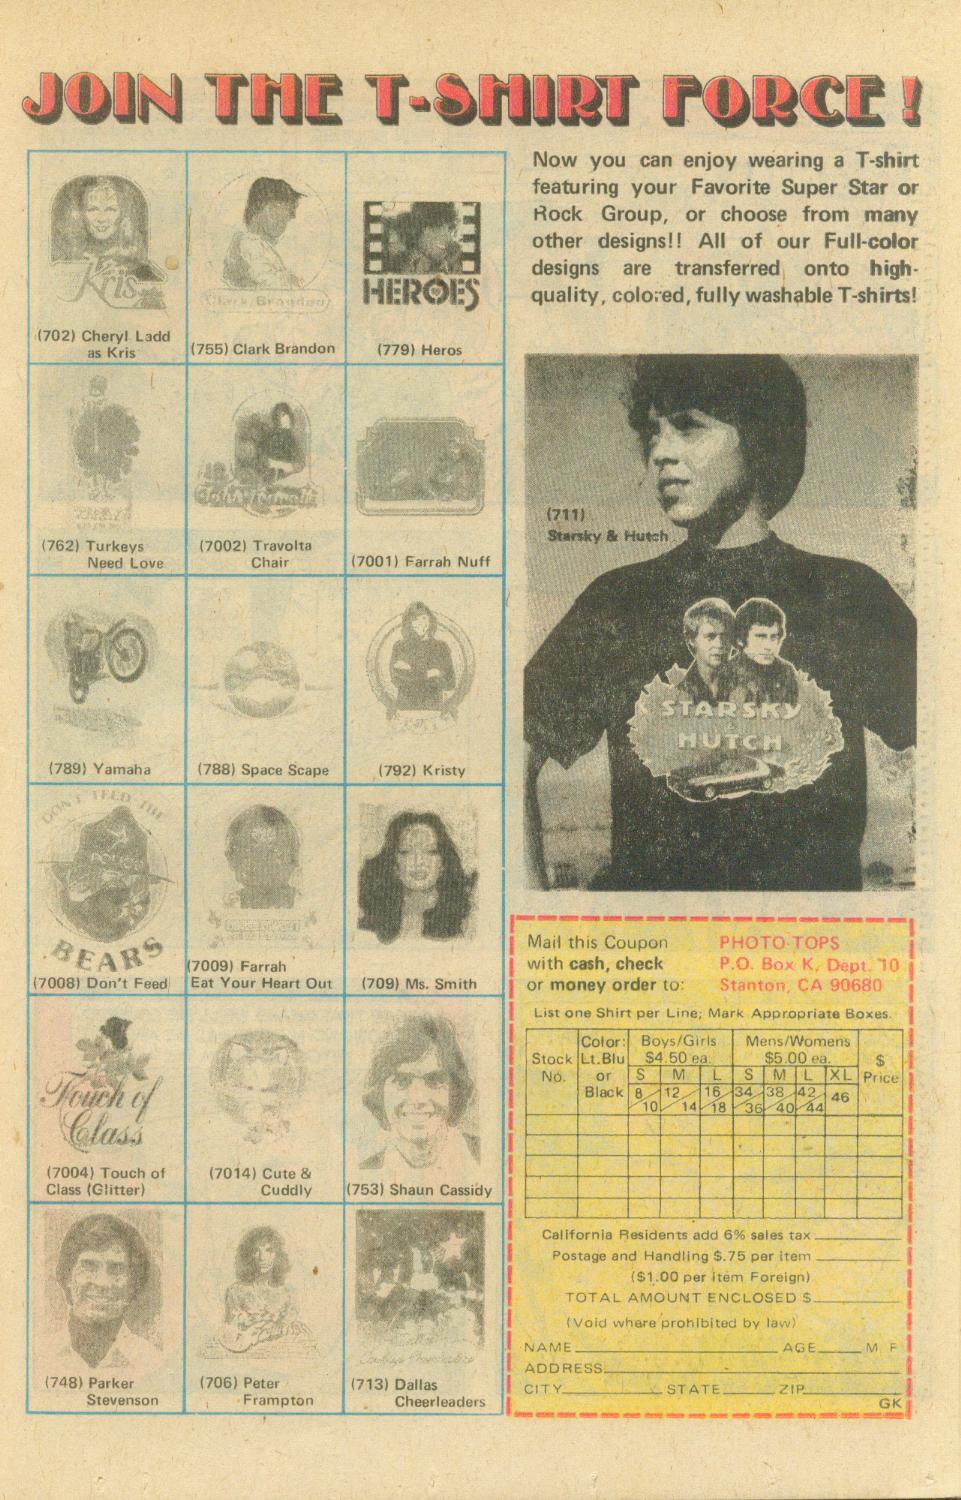 JOIN THE T-SHIRT FORCE!
Kris
(702) Cheryl Ladd
as Kris
Clark Brandon
(755) Clark Brandon
HEROES
(779) Heros
(762) Turkeys
Need Love
(7002) Travolta
Chair
(7001) Farrah Nuff
(789) Yamaha
(788) Space Scape
(792) Kristy
DON'T FEED THE
POLICE
BEARS
(7008) Don't Feed
(7009) Farrah
Eat Your Heart Out
(709) Ms. Smith
Touch of
Class
(7004) Touch of
Class (Glitter)
(7014) Cute &
Cuddly
(753) Shaun Cassidy
(748) Parker
Stevenson
(706) Peter
Frampton
(713) Dallas
Cheerleaders
Now you can enjoy wearing a T-shirt
featuring your Favorite Super Star or
Rock Group, or choose from many
other designs!! All of our Full-color
designs are transferred onto high-
quality, colored, fully washable T-shirts!
(711)
Starsky & Hutch
STARSKY
HUTCH
Mail this Coupon
with cash, check
or money order to:
PHOTO-TOPS
P.O. Box K, Dept. 10
Stanton, CA 90680
List one Shirt per Line; Mark Appropriate Boxes.
Stock No. Color: Lt.Blu or Black Boys/Girls $4.50 ea. Mens/Womens $5.00 ea. $ Price
S M L S M L XL
8/10 12/14 16/18 34/36 38/40 42/44 46
California Residents add 6% sales tax
Postage and Handling $.75 per item
($1.00 per item Foreign)
TOTAL AMOUNT ENCLOSED $
(Void where prohibited by law)
NAME AGE M F
ADDRESS
CITY STATE ZIP
GK